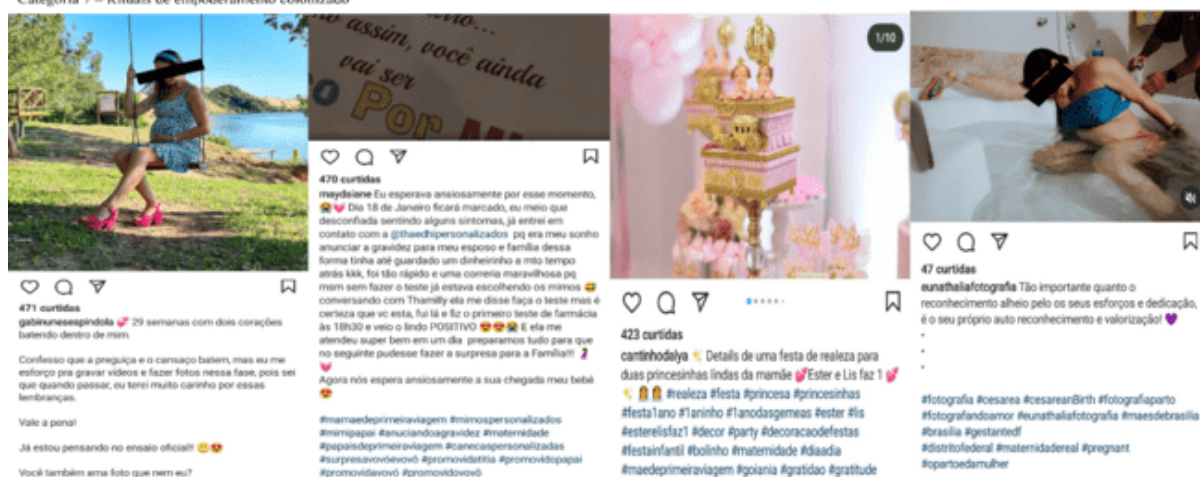 Categoria 7 – Rituais de empoderamento colonizado
471 curtidas
gabinunesespindola 💕 29 semanas com dois corações
batendo dentro de mim.
Confesso que a preguiça e o cansaço batem, mas eu me
esforço pra gravar vídeos e fazer fotos nessa fase, pois sei
que quando passar, eu terei muito carinho por essas
lembranças.
Vale a pena!
Já estou pensando no ensaio oficial!! 😬😍
Você também ama foto que nem eu?
assim, você ainda
vai ser
Por
470 curtidas
maydaiane Eu esperava ansiosamente por esse momento,
😭💓 Dia 18 de Janeiro ficará marcado, eu meio que
desconfiada sentindo alguns sintomas, já entrei em
contato com a @thaedhipersonalizados pq era meu sonho
anunciar a gravidez para meu esposo e família dessa
forma tinha até guardado um dinheirinho a mto tempo
atrás kkk, foi tão rápido e uma correria maravilhosa pq
msm sem fazer o teste já estava escolhendo os mimos 😄
conversando com Thamilly ela me disse faça o teste mas é
certeza que vc esta, fui lá e fiz o primeiro teste de farmácia
às 18h30 e veio o lindo POSITIVO 😍😍😭 E ela me
atendeu super bem em um dia preparamos tudo para que
no seguinte pudesse fazer a surpresa para a Família!!! 🤰
💓
Agora nós espera ansiosamente a sua chegada meu bebê
😍
#mamaedeprimeiraviagem #mimospersonalizados
#mimipapai #anuciandoagravidez #maternidade
#papaisdeprimeiraviagem #canecaspersonalizadas
#surpresavovóevovô #promovidatitia #promovidopapai
#promovidavovó #promovidovovô
1/10
423 curtidas
cantinhodalya ✨ Details de uma festa de realeza para
duas princesinhas lindas da mamãe 💕Ester e Lis faz 1 💕
✨ 👸👸 #realeza #festa #princesa #princesinhas
#festa1ano #1aninho #1anodasgemeas #ester #lis
#esterelisfaz1 #decor #party #decoracaodefestas
#festainfantil #bolinho #maternidade #diaadia
#maedeprimeiraviagem #goiania #gratidao #gratitude
47 curtidas
eunathaliafotografia Tão importante quanto o
reconhecimento alheio pelo os seus esforços e dedicação,
é o seu próprio auto reconhecimento e valorização! 💜
•
•
•
•
#fotografia #cesarea #cesareanBirth #fotografiaparto
#fotografandoamor #eunathaliafotografia #maesdebrasilia
#brasilia #gestantedf
#distritofederal #maternidadereal #pregnant
#opartoedamulher